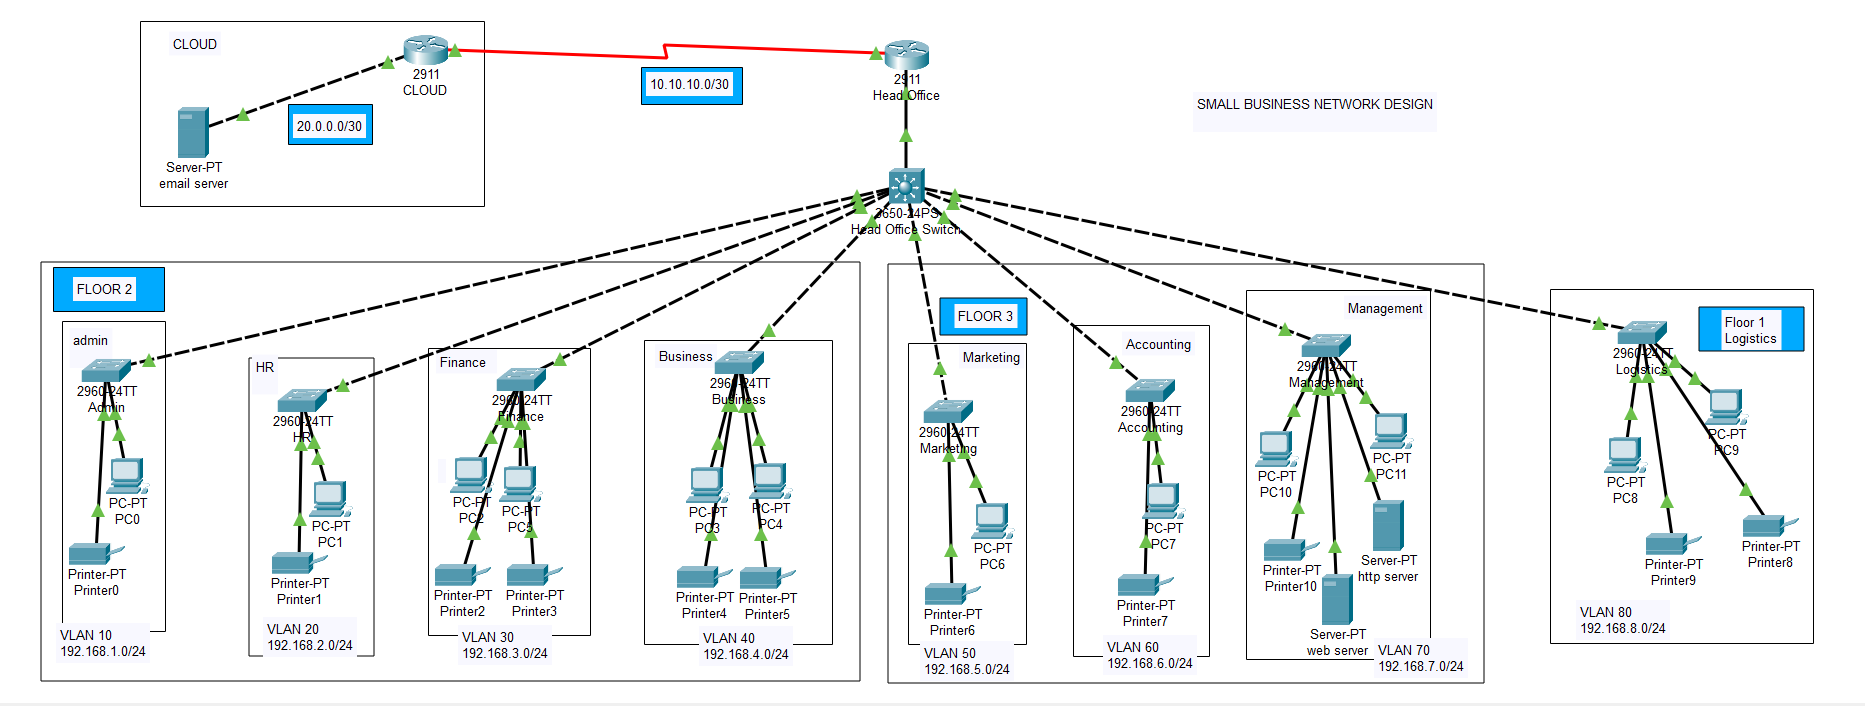 CLOUD
2911
CLOUD
20.0.0.0/30
Server-PT
email server
10.10.10.0/30
2911
Head Office
SMALL BUSINESS NETWORK DESIGN
3650-24PS
Head Office Switch
FLOOR 2
admin
2960-24TT
Admin
PC-PT
PC0
Printer-PT
Printer0
VLAN 10
192.168.1.0/24
HR
2960-24TT
HR
PC-PT
PC1
Printer-PT
Printer1
VLAN 20
192.168.2.0/24
Finance
2960-24TT
Finance
PC-PT
PC2
PC-PT
PC5
Printer-PT
Printer2
Printer-PT
Printer3
VLAN 30
192.168.3.0/24
Business
2960-24TT
Business
PC-PT
PC3
PC-PT
PC4
Printer-PT
Printer4
Printer-PT
Printer5
VLAN 40
192.168.4.0/24
FLOOR 3
Marketing
2960-24TT
Marketing
PC-PT
PC6
Printer-PT
Printer6
VLAN 50
192.168.5.0/24
Accounting
2960-24TT
Accounting
PC-PT
PC7
Printer-PT
Printer7
VLAN 60
192.168.6.0/24
Management
2960-24TT
Management
PC-PT
PC10
PC-PT
PC11
Printer-PT
Printer10
Server-PT
http server
Server-PT
web server
VLAN 70
192.168.7.0/24
Floor 1
Logistics
2960-24TT
Logistics
PC-PT
PC9
PC-PT
PC8
Printer-PT
Printer9
Printer-PT
Printer8
VLAN 80
192.168.8.0/24